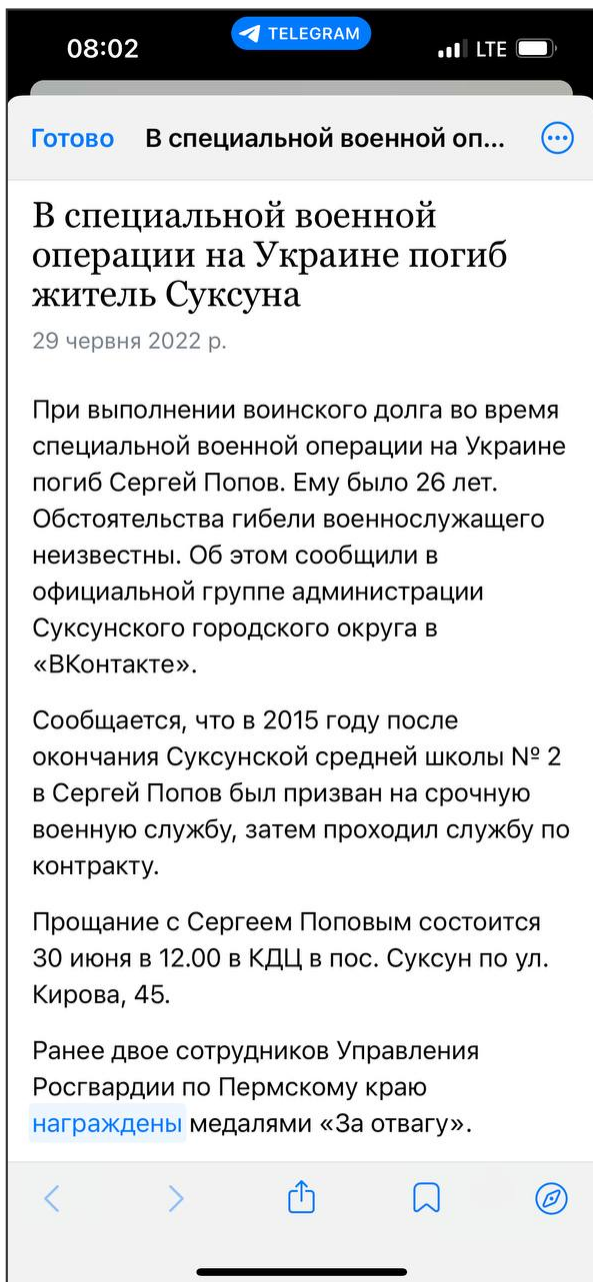 08:02
TELEGRAM
LTE
Готово
В специальной военной оп...
В специальной военной
операции на Украине погиб
житель Суксуна
29 червня 2022 р.
При выполнении воинского долга во время
специальной военной операции на Украине
погиб Сергей Попов. Ему было 26 лет.
Обстоятельства гибели военнослужащего
неизвестны. Об этом сообщили в
официальной группе администрации
Суксунского городского округа в
«ВКонтакте».
Сообщается, что в 2015 году после
окончания Суксунской средней школы № 2
в Сергей Попов был призван на срочную
военную службу, затем проходил службу по
контракту.
Прощание с Сергеем Поповым состоится
30 июня в 12.00 в КДЦ в пос. Суксун по ул.
Кирова, 45.
Ранее двое сотрудников Управления
Росгвардии по Пермскому краю
награждены медалями «За отвагу».